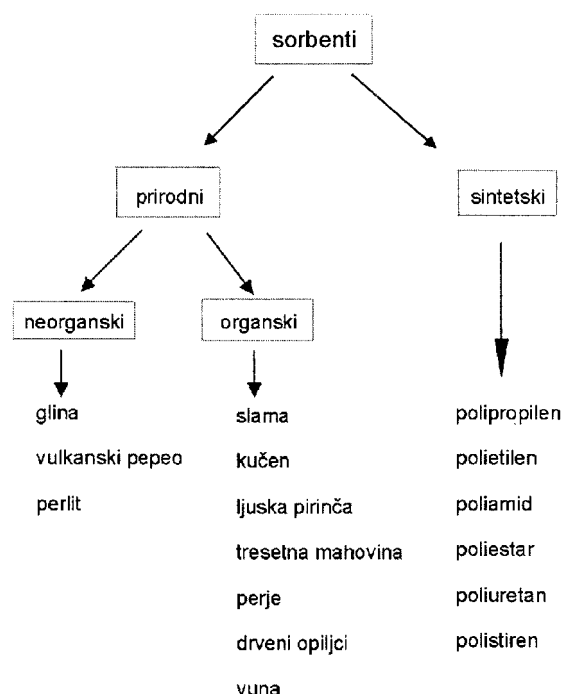 sorbenti
prirodni
sintetski
neorganski
organski
glina
vulkanski pepeo
perlit
slama
kučen
ljuska pirinča
tresetna mahovina
perje
drveni opiljci
vuna
polipropilen
polietilen
poliamid
poliestar
poliuretan
polistiren